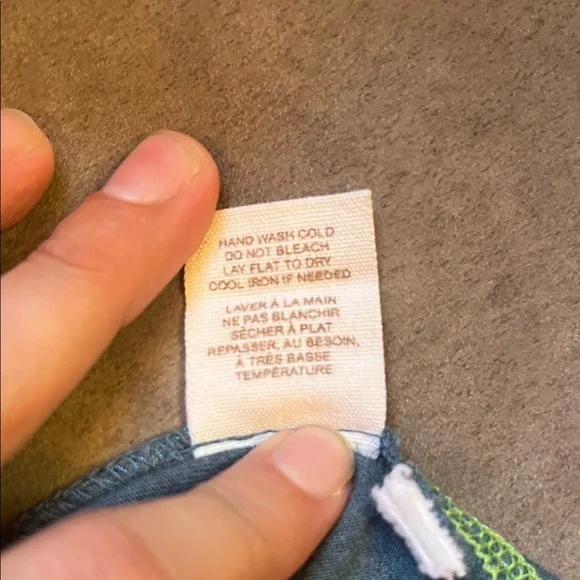 HAND WASH COLD
DO NOT BLEACH
LAY FLAT TO DRY
COOL IRON IF NEEDED
LAVER À LA MAIN
NE PAS BLANCHIR
SÉCHER À PLAT
REPASSER, AU BESOIN,
À TRÈS BASSE
TEMPÉRATURE